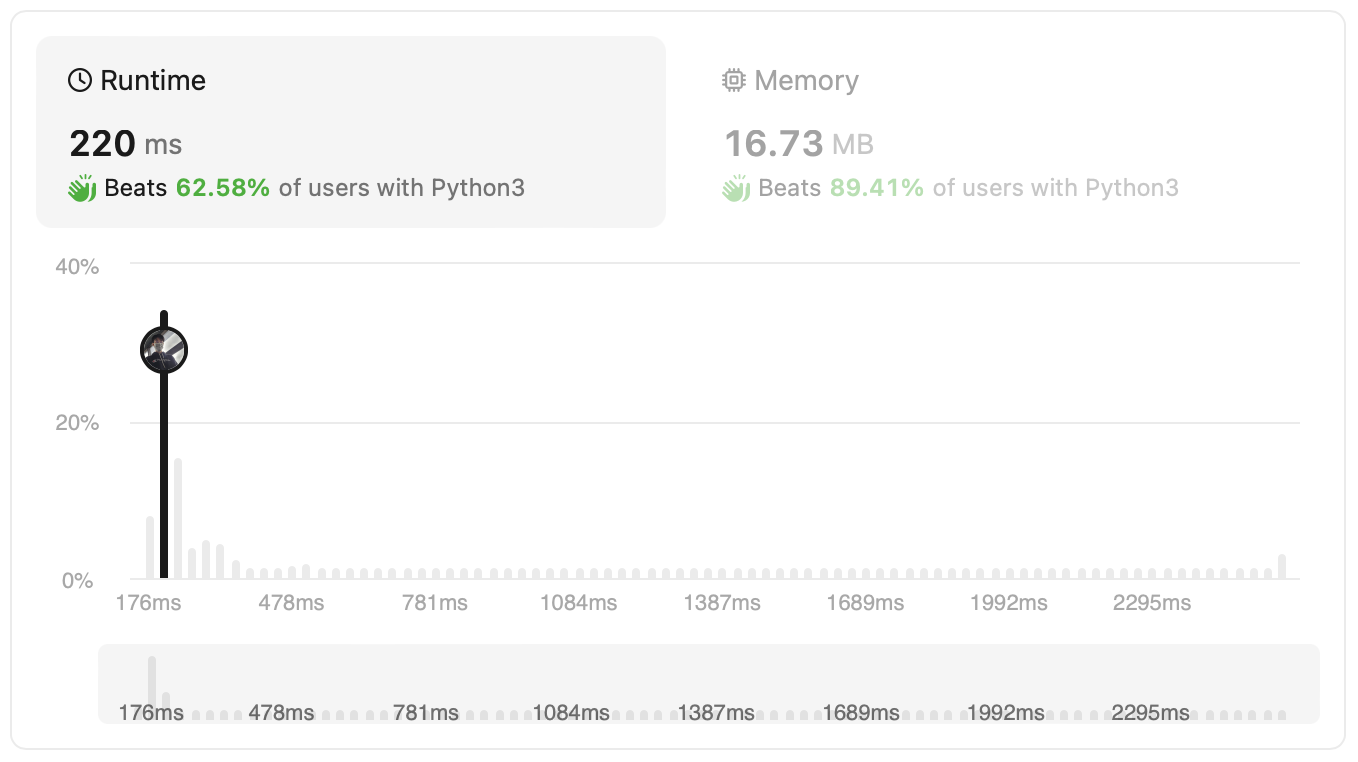 Runtime
220 ms
Beats 62.58% of users with Python3
Memory
16.73 MB
Beats 89.41% of users with Python3
40%
20%
0%
176ms 478ms 781ms 1084ms 1387ms 1689ms 1992ms 2295ms
176ms 478ms 781ms 1084ms 1387ms 1689ms 1992ms 2295ms